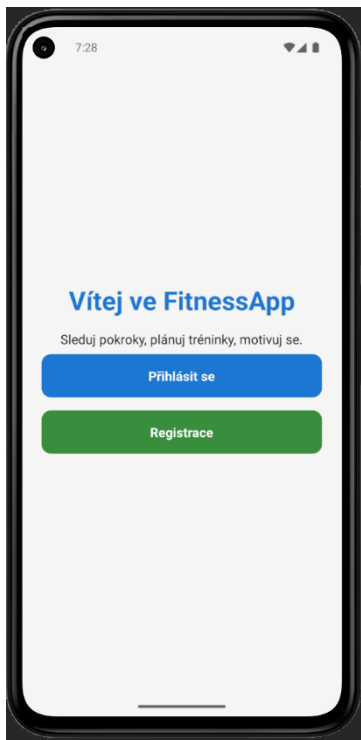 7:28
Vítej ve FitnessApp
Sleduj pokroky, plánuj tréninky, motivuj se.
Přihlásit se
Registrace